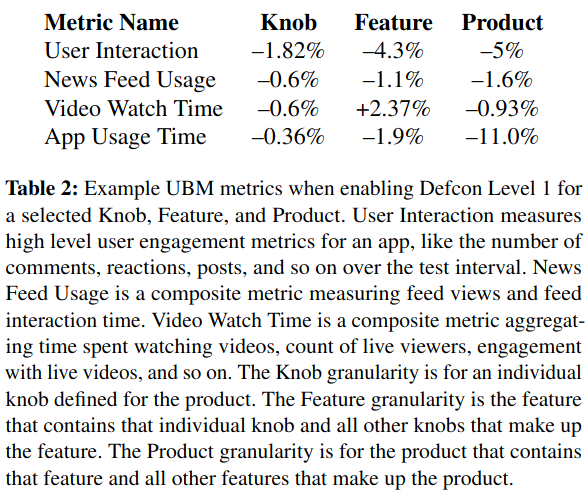 Metric Name Knob Feature Product
User Interaction –1.82% –4.3% –5%
News Feed Usage –0.6% –1.1% –1.6%
Video Watch Time –0.6% +2.37% –0.93%
App Usage Time –0.36% –1.9% –11.0%
Table 2: Example UBM metrics when enabling Defcon Level 1 for
a selected Knob, Feature, and Product. User Interaction measures
high level user engagement metrics for an app, like the number of
comments, reactions, posts, and so on over the test interval. News
Feed Usage is a composite metric measuring feed views and feed
interaction time. Video Watch Time is a composite metric aggregat-
ing time spent watching videos, count of live viewers, engagement
with live videos, and so on. The Knob granularity is for an individual
knob defined for the product. The Feature granularity is the feature
that contains that individual knob and all other knobs that make up
the feature. The Product granularity is for the product that contains
that feature and all other features that make up the product.